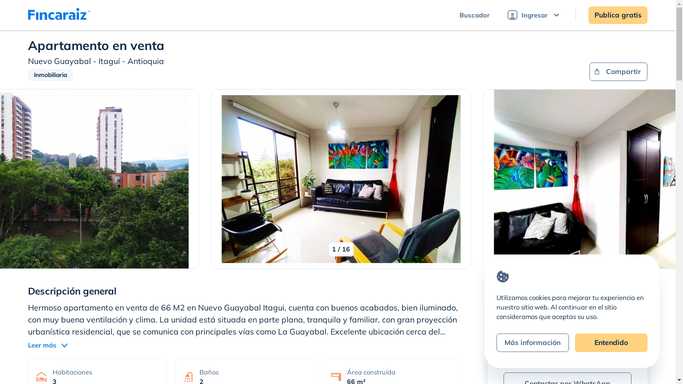 Fincaraiz
Buscador
Ingresar
Publica gratis
Apartamento en venta
Nuevo Guayabal - Itaguí - Antioquia
Inmobiliaria
Compartir
1 / 16
Descripción general
Hermoso apartamento en venta de 66 M2 en Nuevo Guayabal Itagui, cuenta con buenos acabados, bien iluminado,
con muy buena ventilación y clima. La unidad está situada en parte plana, tranquila y familiar, con gran proyección
urbanística residencial, que se comunica con principales vías como La Guayabal. Excelente ubicación cerca del...
Leer más
Habitaciones
3
Baños
2
Área construida
66 m²
Utilizamos cookies para mejorar tu experiencia en
nuestro sitio web. Al continuar en el sitio
consideramos que aceptas su uso.
Más información
Entendido
Contactar por WhatsApp